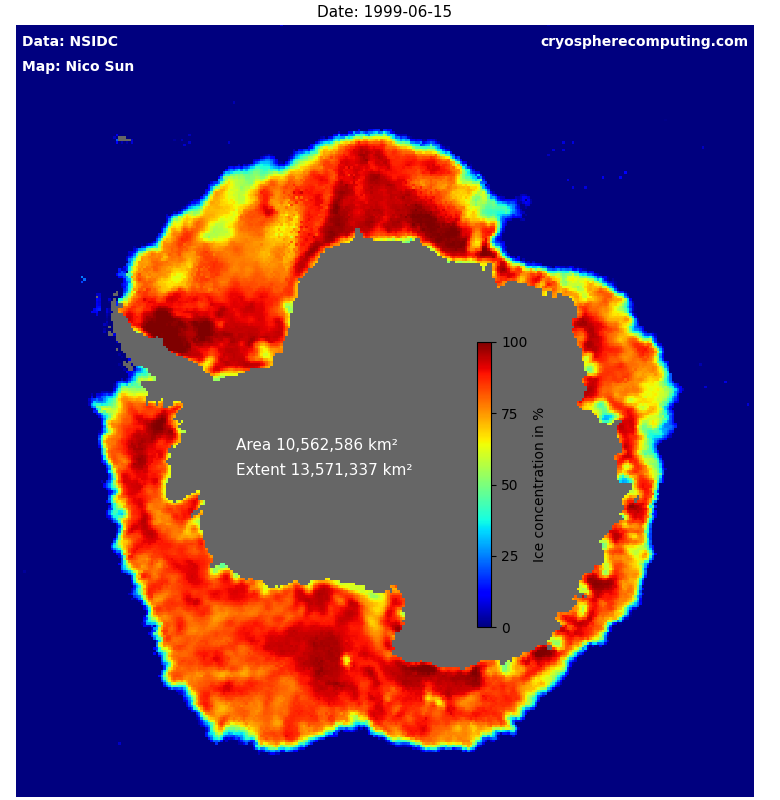 Date: 1999-06-15
Data: NSIDC
cryospherecomputing.com
Map: Nico Sun
100
75
50
25
0
Ice concentration in %
Area 10,562,586 km²
Extent 13,571,337 km²